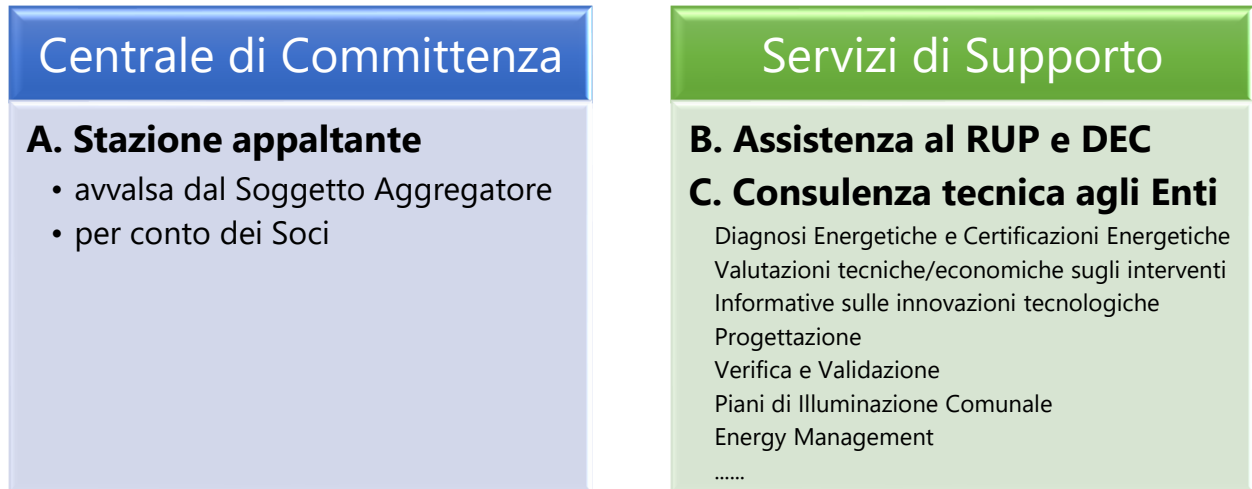 Centrale di Committenza
A. Stazione appaltante
• avvalsa dal Soggetto Aggregatore
• per conto dei Soci
Servizi di Supporto
B. Assistenza al RUP e DEC
C. Consulenza tecnica agli Enti
Diagnosi Energetiche e Certificazioni Energetiche
Valutazioni tecniche/economiche sugli interventi
Informative sulle innovazioni tecnologiche
Progettazione
Verifica e Validazione
Piani di Illuminazione Comunale
Energy Management
......